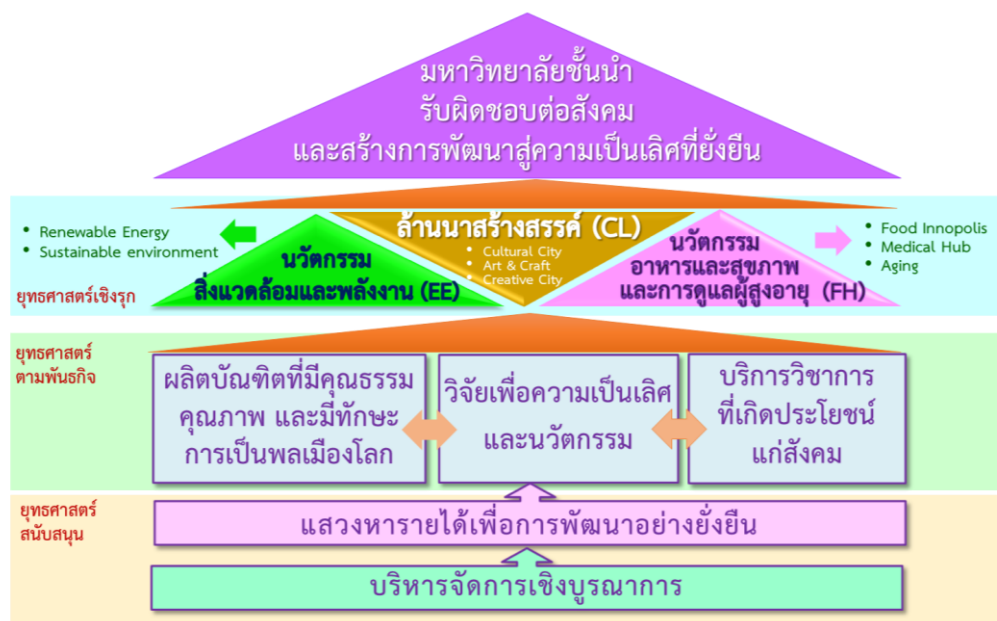 มหาวิทยาลัยชั้นนำ
รับผิดชอบต่อสังคม
และสร้างการพัฒนาสู่ความเป็นเลิศที่ยั่งยืน
• Renewable Energy
• Sustainable environment
ยุทธศาสตร์เชิงรุก
นวัตกรรม
สิ่งแวดล้อมและพลังงาน (EE)
ล้านนาสร้างสรรค์ (CL)
• Cultural City
• Art & Craft
Creative City
นวัตกรรม
อาหารและสุขภาพ
และการดูแลผู้สูงอายุ (FH)
• Food Innopolis
• Medical Hub
• Aging
ยุทธศาสตร์
ตามพันธกิจ
ผลิตบัณฑิตที่มีคุณธรรม
คุณภาพ และมีทักษะ
การเป็นพลเมืองโลก
วิจัยเพื่อความเป็นเลิศ
และนวัตกรรม
บริการวิชาการ
ที่เกิดประโยชน์
แก่สังคม
ยุทธศาสตร์
สนับสนุน
แสวงหารายได้เพื่อการพัฒนาอย่างยั่งยืน
บริหารจัดการเชิงบูรณาการ